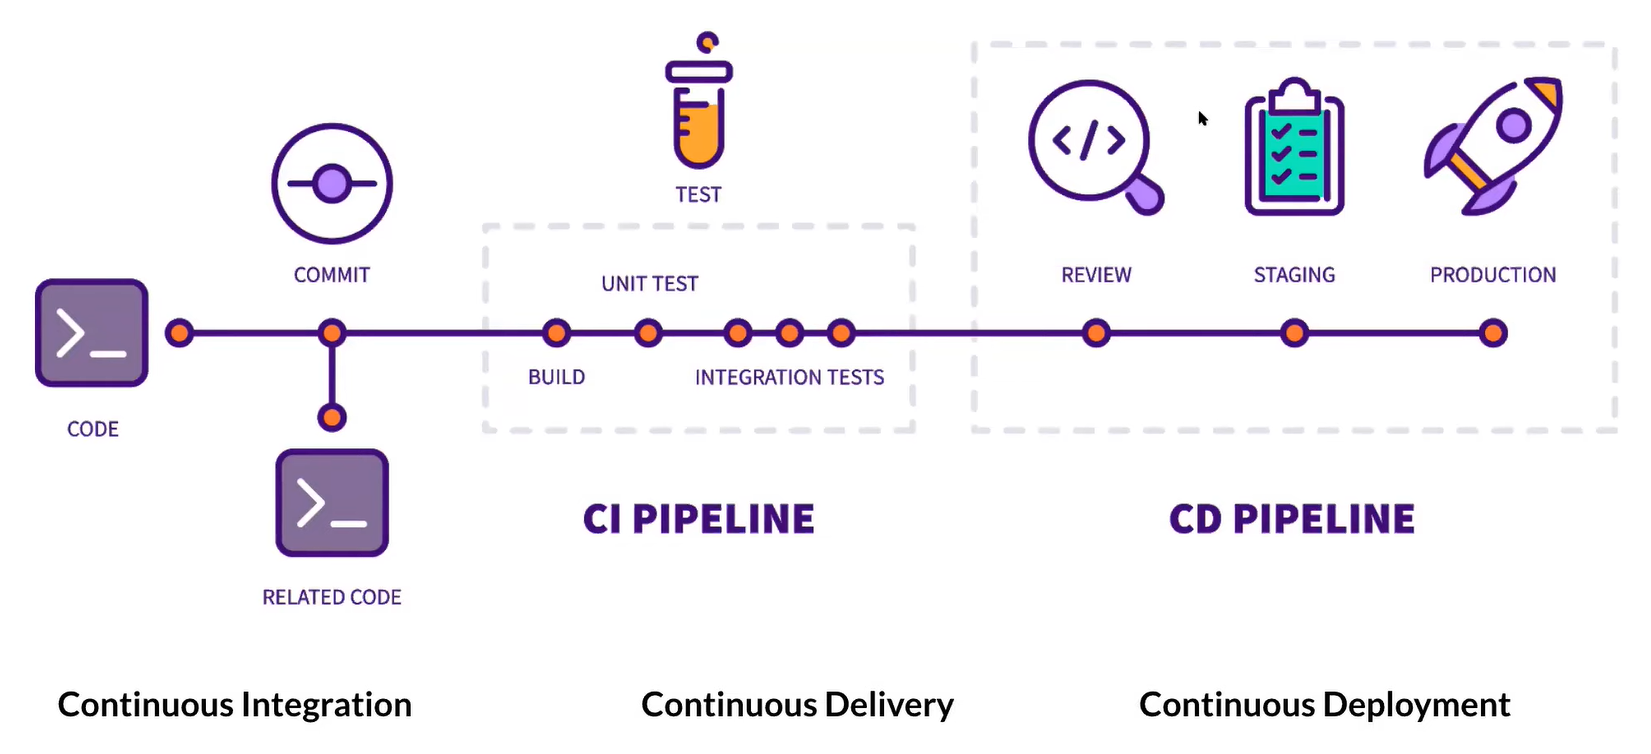 TEST
COMMIT
UNIT TEST
REVIEW
STAGING
PRODUCTION
BUILD
INTEGRATION TESTS
CODE
CI PIPELINE
CD PIPELINE
RELATED CODE
Continuous Integration
Continuous Delivery
Continuous Deployment